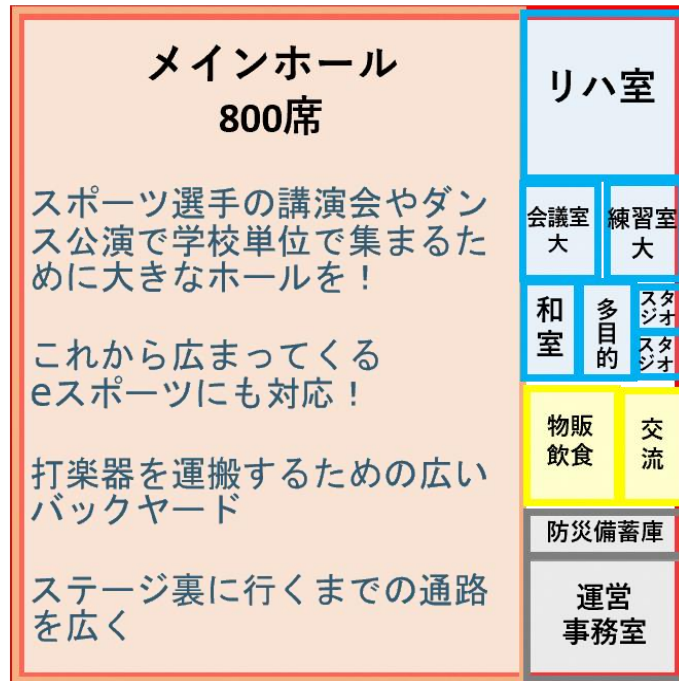 メインホール
800席
スポーツ選手の講演会やダン
ス公演で学校単位で集まるた
めに大きなホールを！
これから広まってくる
eスポーツにも対応！
打楽器を運搬するための広い
バックヤード
ステージ裏に行くまでの通路
を広く
リハ室
会議室
大
練習室
大
和
室
多
目
的
スタ
ジオ
スタ
ジオ
物販
飲食
交
流
防災備蓄庫
運営
事務室